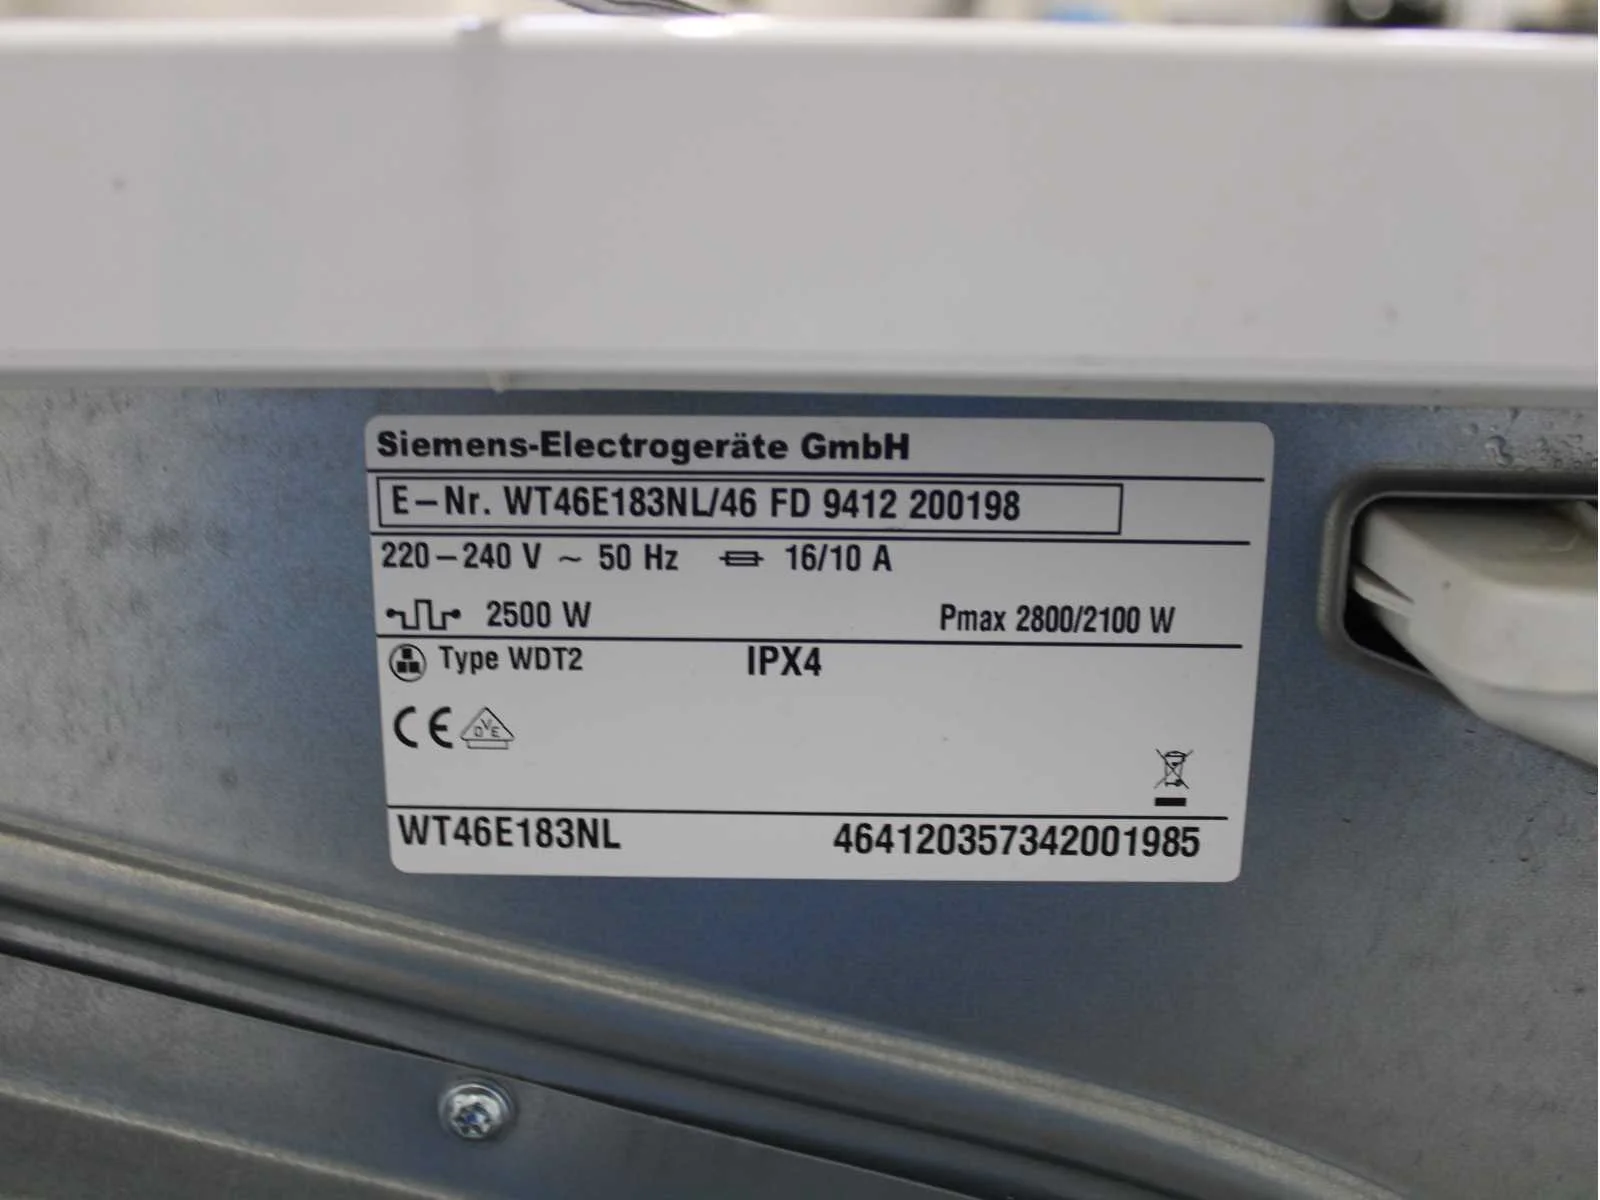 Siemens-Electrogeräte GmbH
E-Nr. WT46E183NL/46 FD 9412 200198
220-240 V ~ 50 Hz 16/10 A
2500 W Pmax 2800/2100 W
Type WDT2 IPX4
CE DVE
WT46E183NL 464120357342001985